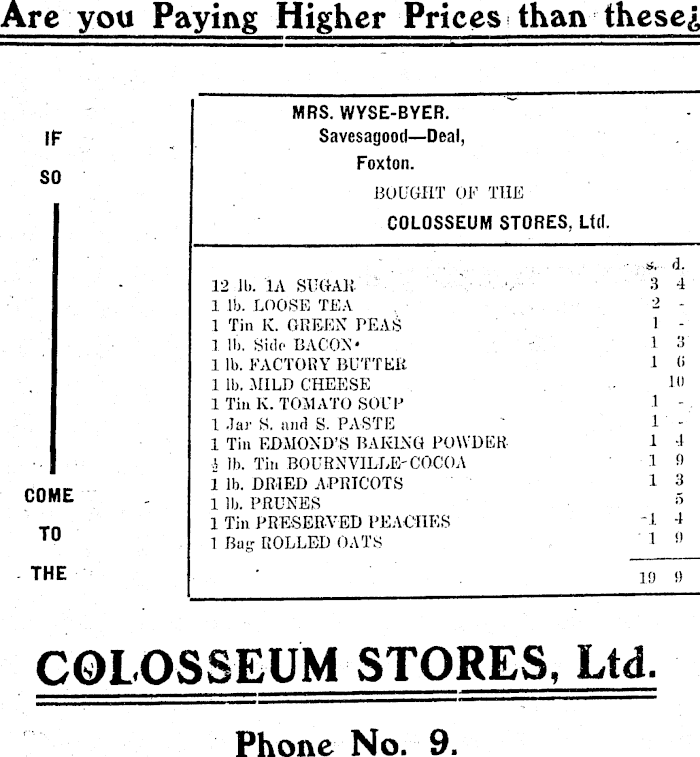 Are you Paying Higher Prices than these¿
IF
SO
COME
TO
THE
MRS. WYSE-BYER.
Savesagood—Deal,
Foxton.
BOUGHT OF THE
COLOSSEUM STORES, Ltd.
s. d.
12 lb. 1A SUGAR 3 4
1 lb. LOOSE TEA 2 -
1 Tin K. GREEN PEAS 1 -
1 lb. Side BACON 1 3
1 lb. FACTORY BUTTER 1 6
1 lb. MILD CHEESE 10
1 Tin K. TOMATO SOUP 1 -
1 Jar S. and S. PASTE 1 -
1 Tin EDMOND'S BAKING POWDER 1 4
½ lb. Tin BOURNVILLE-COCOA 1 9
1 lb. DRIED APRICOTS 1 3
1 lb. PRUNES 5
1 Tin PRESERVED PEACHES 1 4
1 Bag ROLLED OATS 1 9
19 9
COLOSSEUM STORES, Ltd.
Phone No. 9.